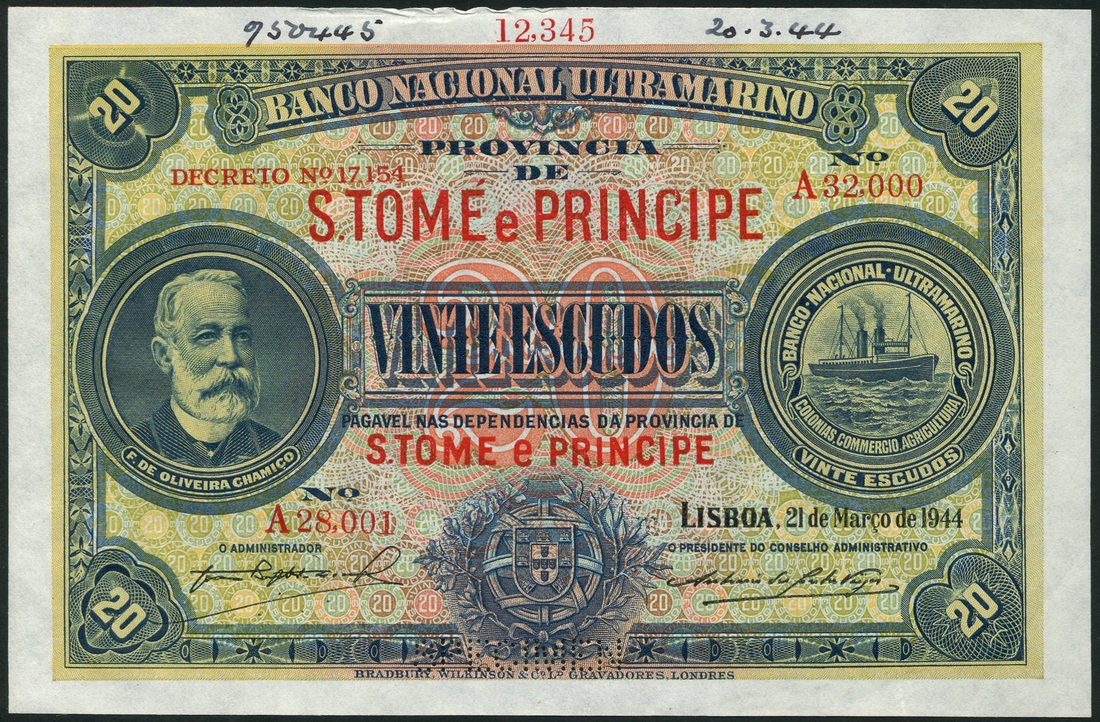 950445 12,345 20.3.44
20 BANCO NACIONAL ULTRAMARINO 20
PROVINCIA
DE
DECRETO Nº 17,154
Nº
A 32,000
S. TOMÉ e PRINCIPE
20
VINTE ESCUDOS
BANCO · NACIONAL · ULTRAMARINO
COLONIAS COMMERCIO AGRICULTURA
VINTE ESCUDOS
F. DE OLIVEIRA CHAMIÇO
PAGAVEL NAS DEPENDENCIAS DA PROVINCIA DE
S. TOME e PRINCIPE
Nº
A 28,001
LISBOA, 21 de Março de 1944
O ADMINISTRADOR
O PRESIDENTE DO CONSELHO ADMINISTRATIVO
20 20
BRADBURY, WILKINSON & Cº Lº GRAVADORES, LONDRES